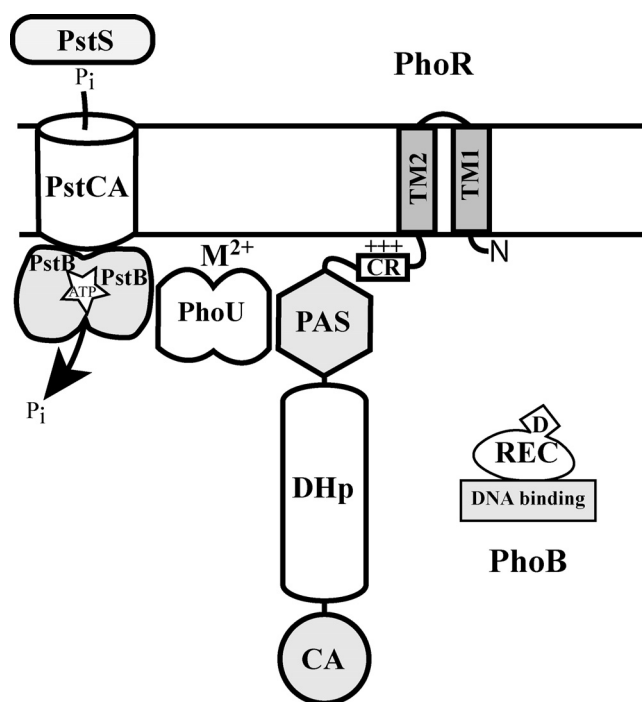 PstS
Pi
PhoR
PstCA
TM2
TM1
N
+++
CR
M2+
PstB
PstB
ATP
PhoU
PAS
Pi
DHp
D
REC
DNA binding
PhoB
CA